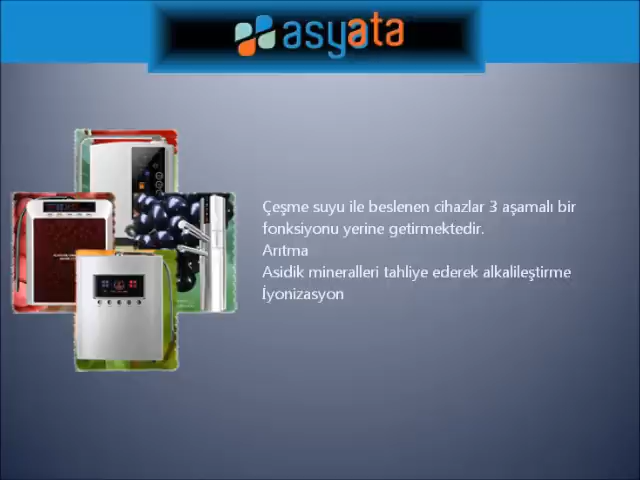 asyata
Çeşme suyu ile beslenen cihazlar 3 aşamalı bir
fonksiyonu yerine getirmektedir.
Arıtma
Asidik mineralleri tahliye ederek alkalileştirme
İyonizasyon